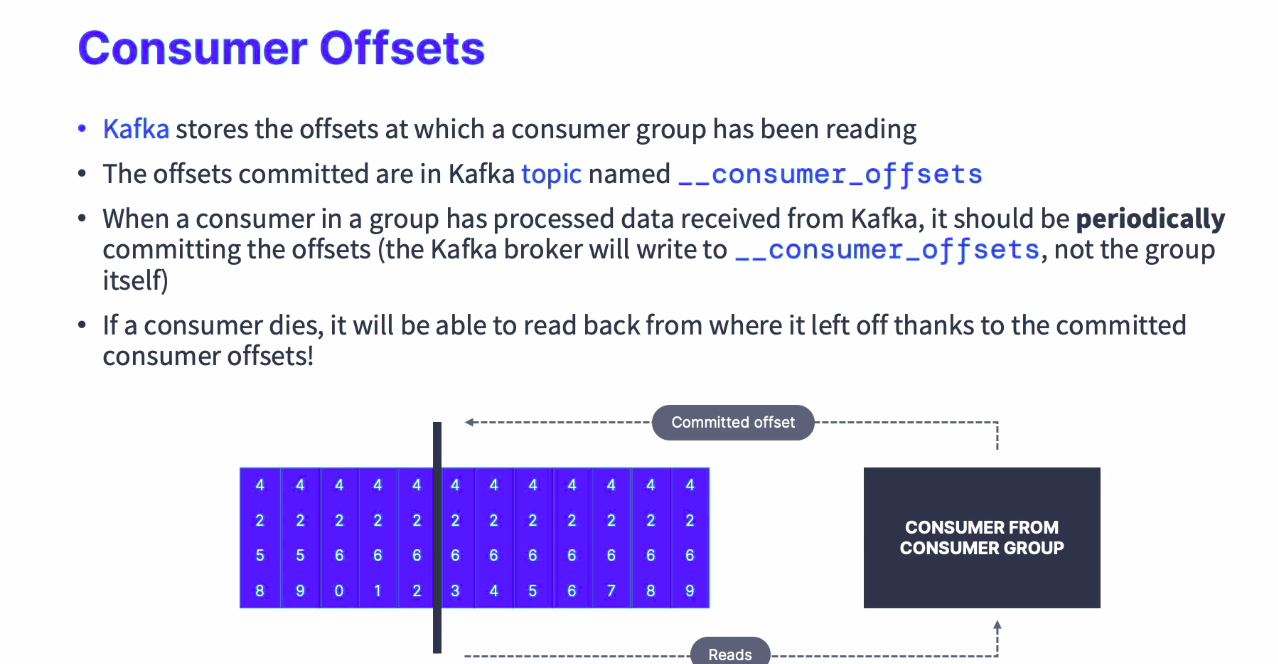 Consumer Offsets
• Kafka stores the offsets at which a consumer group has been reading
• The offsets committed are in Kafka topic named __consumer_offsets
• When a consumer in a group has processed data received from Kafka, it should be periodically
committing the offsets (the Kafka broker will write to __consumer_offsets, not the group
itself)
• If a consumer dies, it will be able to read back from where it left off thanks to the committed
consumer offsets!
Committed offset
4 4 4 4 4 4 4 4 4 4 4 4
2 2 2 2 2 2 2 2 2 2 2 2
5 5 6 6 6 6 6 6 6 6 6 6
8 9 0 1 2 3 4 5 6 7 8 9
CONSUMER FROM
CONSUMER GROUP
Reads